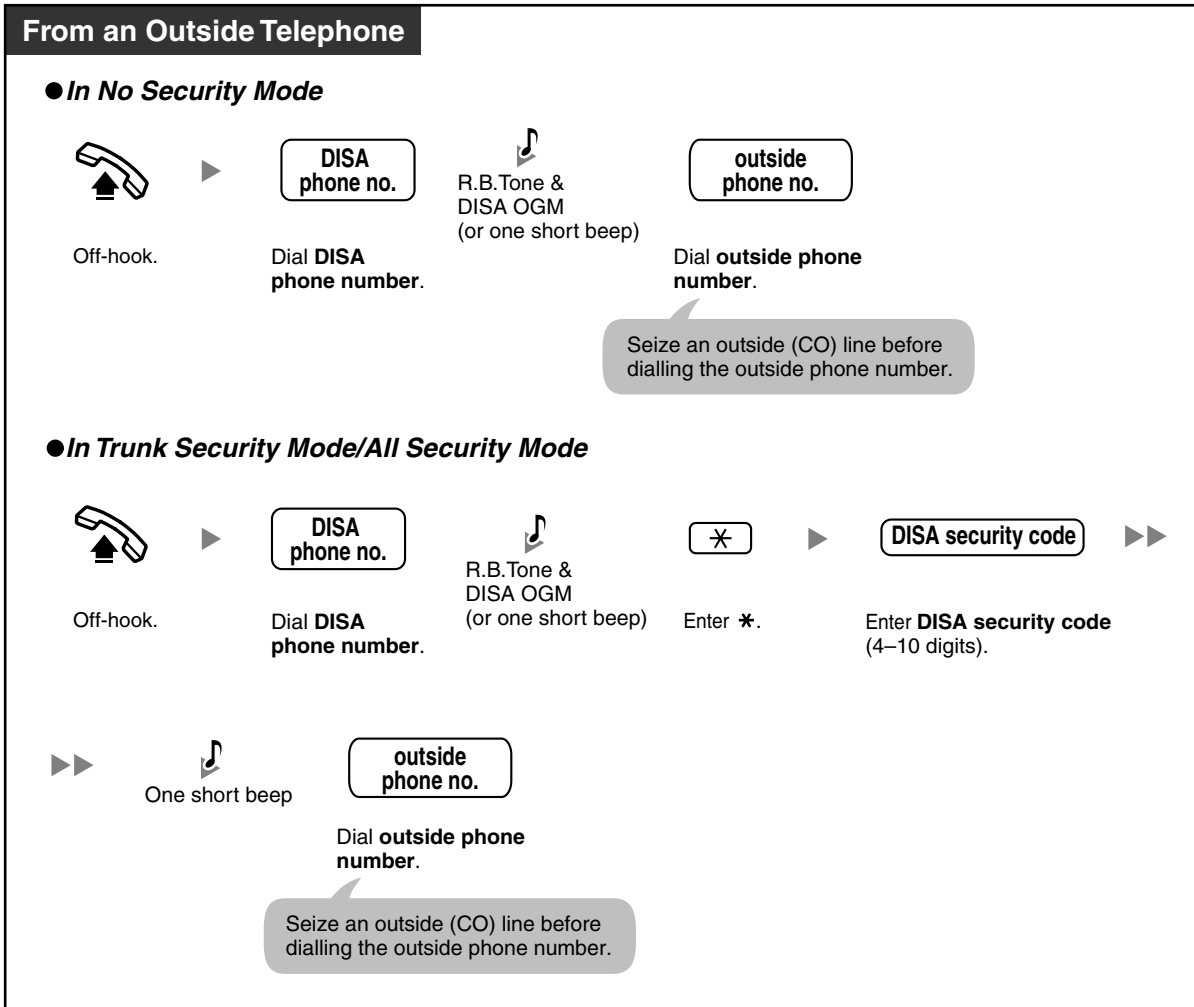 From an Outside Telephone
●In No Security Mode
DISA
phone no.
R.B.Tone &
DISA OGM
(or one short beep)
outside
phone no.
Off-hook.
Dial DISA
phone number.
Dial outside phone
number.
Seize an outside (CO) line before
dialling the outside phone number.
●In Trunk Security Mode/All Security Mode
DISA
phone no.
R.B.Tone &
DISA OGM
(or one short beep)
*
DISA security code
Off-hook.
Dial DISA
phone number.
Enter *.
Enter DISA security code
(4–10 digits).
One short beep
outside
phone no.
Dial outside phone
number.
Seize an outside (CO) line before
dialling the outside phone number.